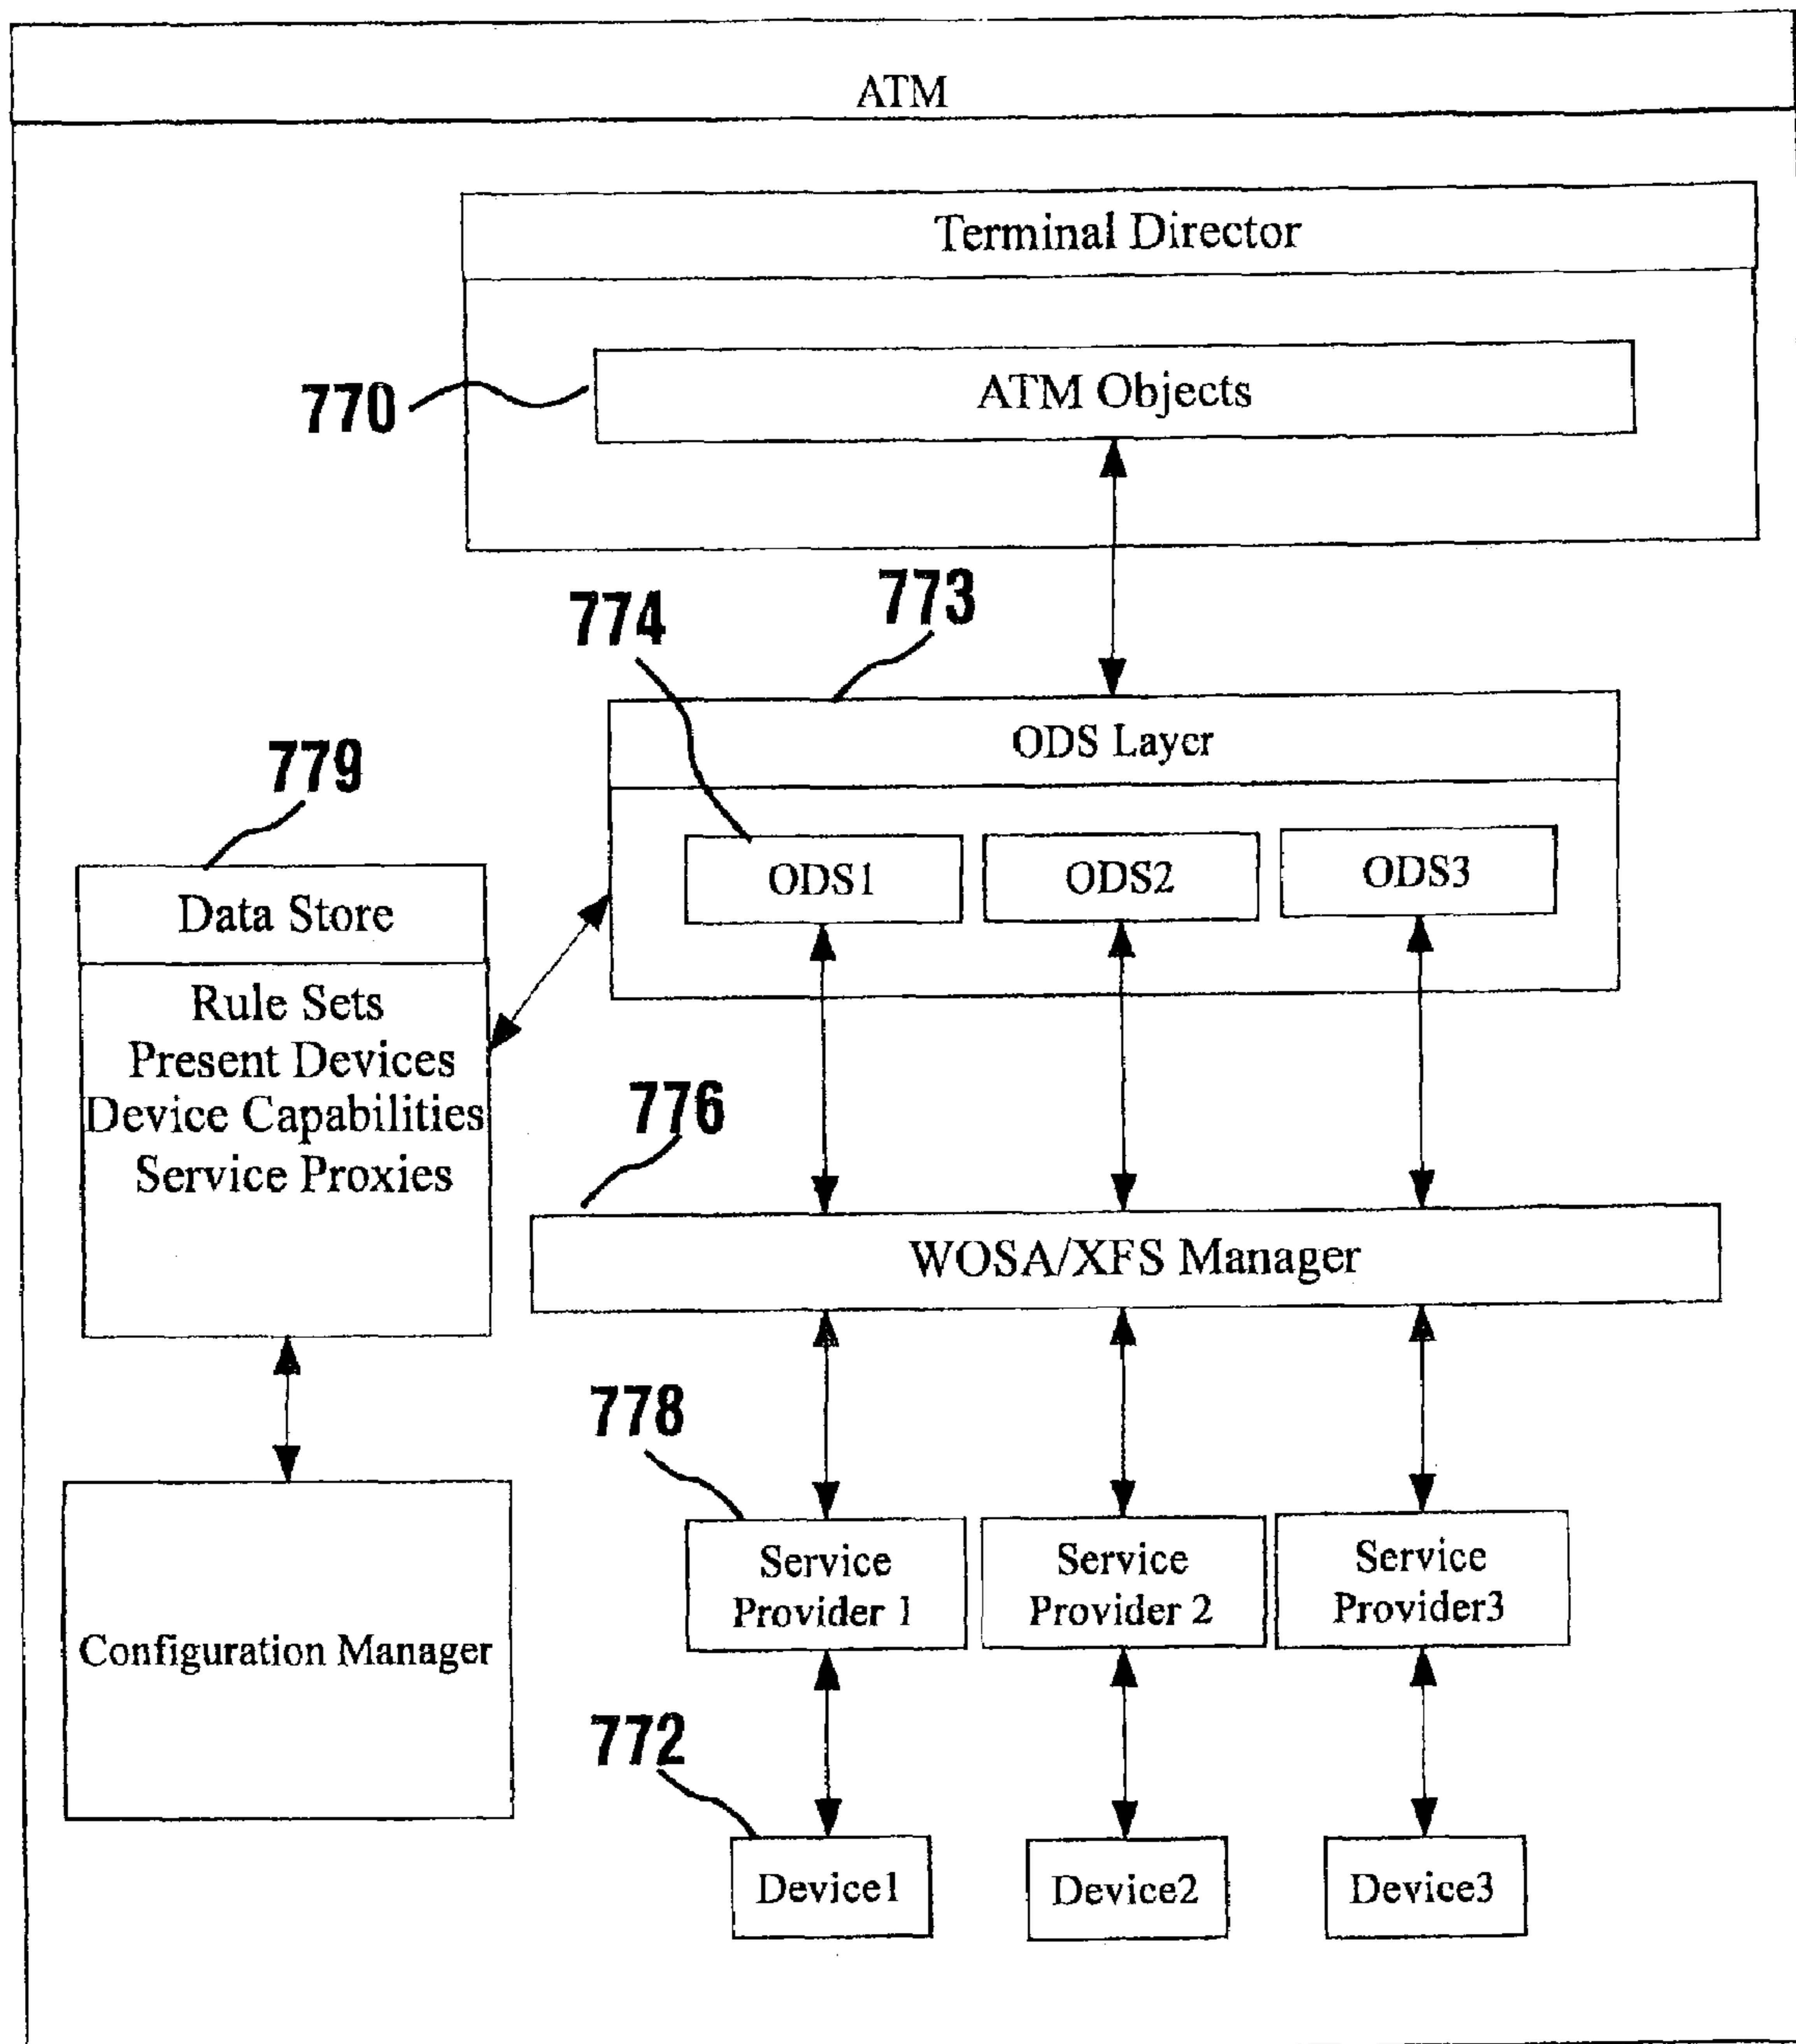 ATM
Terminal Director
770
ATM Objects
774
773
ODS Layer
779
ODS1
ODS2
ODS3
Data Store
Rule Sets
Present Devices
Device Capabilities
Service Proxies
776
WOSA/XFS Manager
778
Service
Provider 1
Service
Provider 2
Service
Provider3
Configuration Manager
772
Device1
Device2
Device3